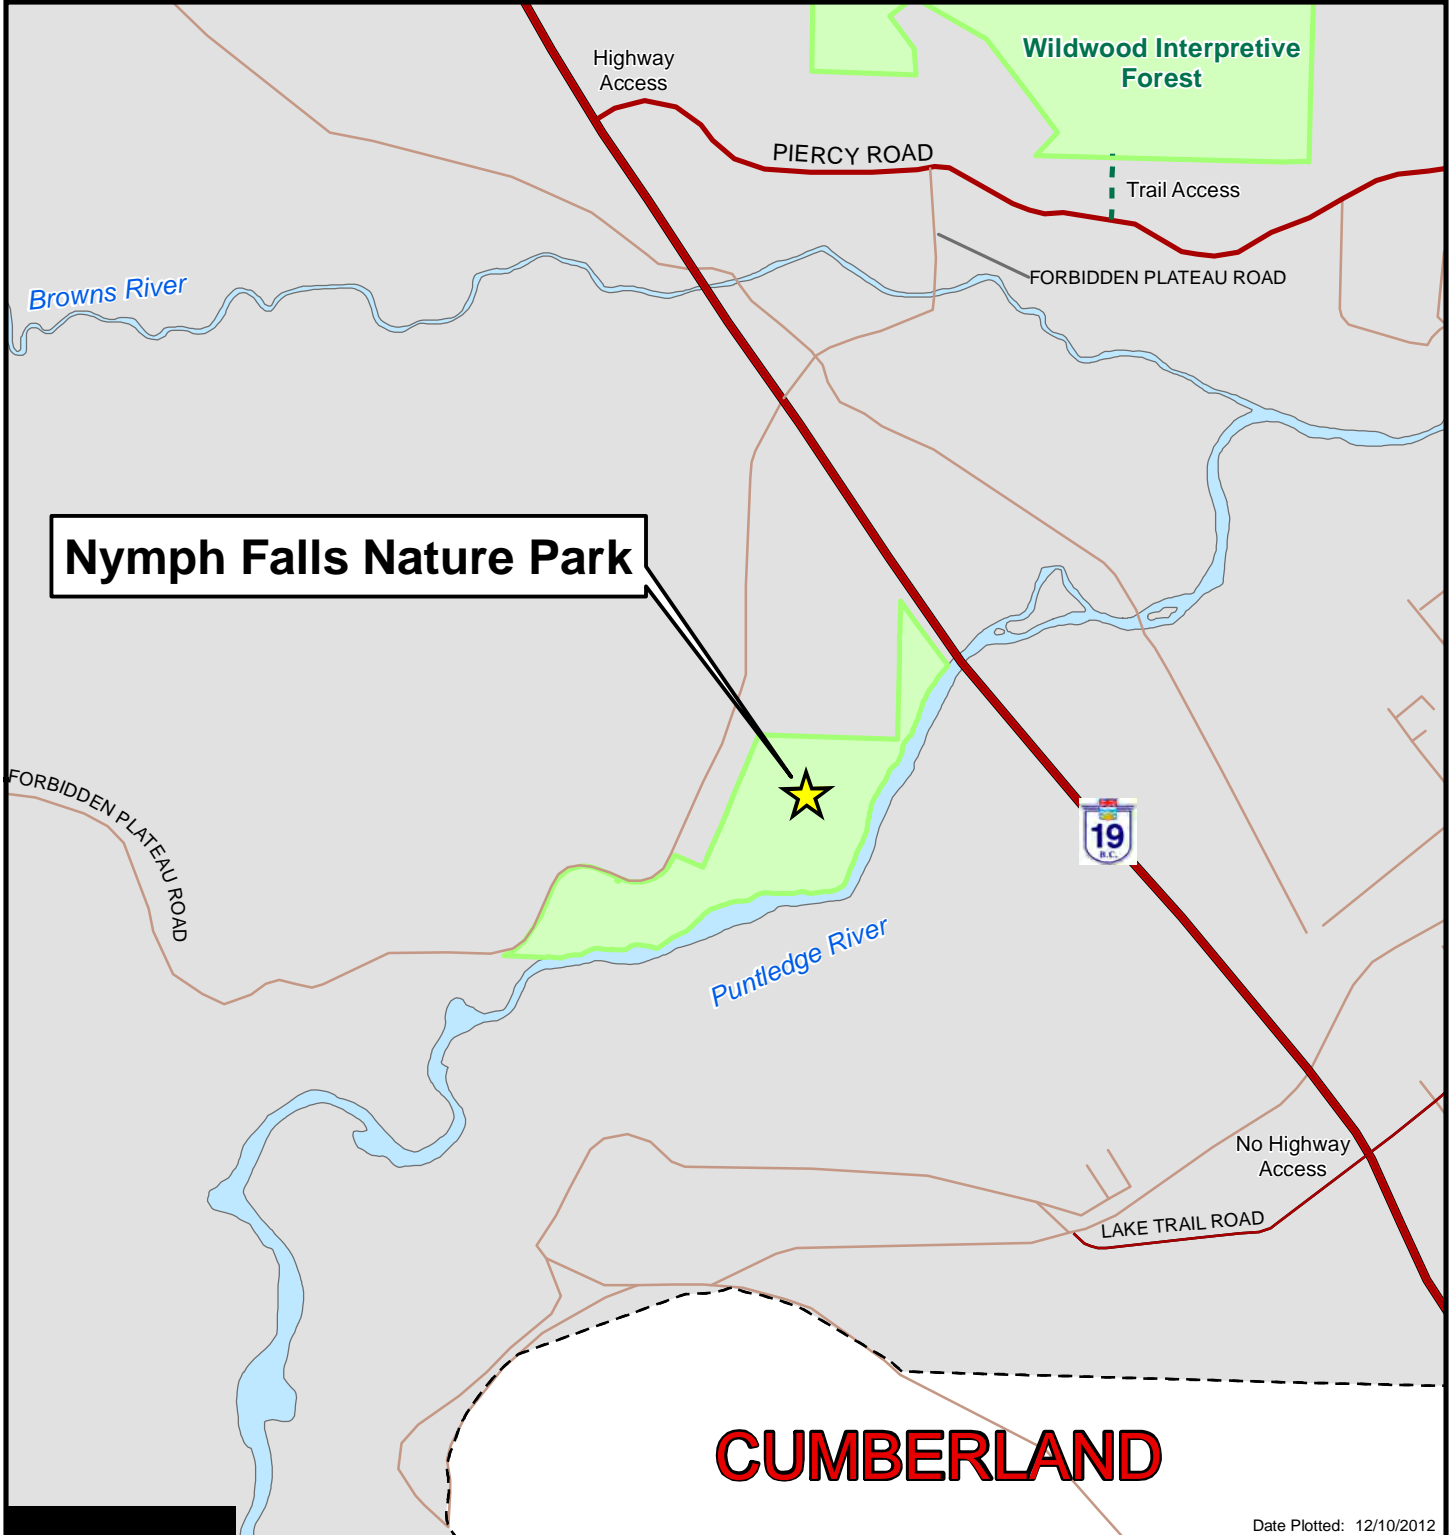 Highway
Access
Wildwood Interpretive
Forest
PIERCY ROAD
Trail Access
FORBIDDEN PLATEAU ROAD
Browns River
Nymph Falls Nature Park
FORBIDDEN PLATEAU ROAD
19
B.C.
Puntledge River
No Highway
Access
LAKE TRAIL ROAD
CUMBERLAND
Date Plotted: 12/10/2012